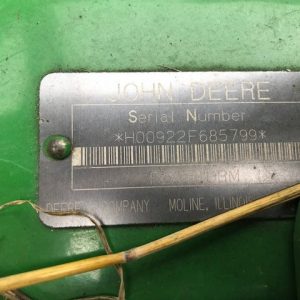 JOHN DEERE
Serial Number
*H00922F685799*
DEERE COMPANY MOLINE, ILLINOIS